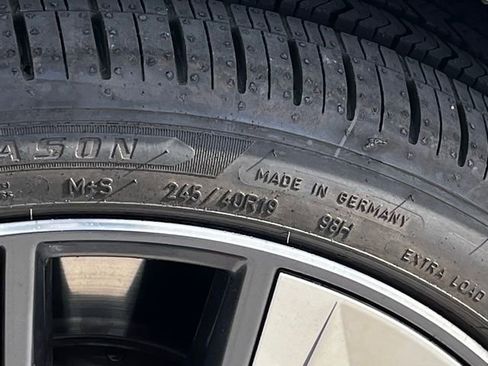 ASON
M+S 245/40R19 98H
MADE IN GERMANY
EXTRA LOAD